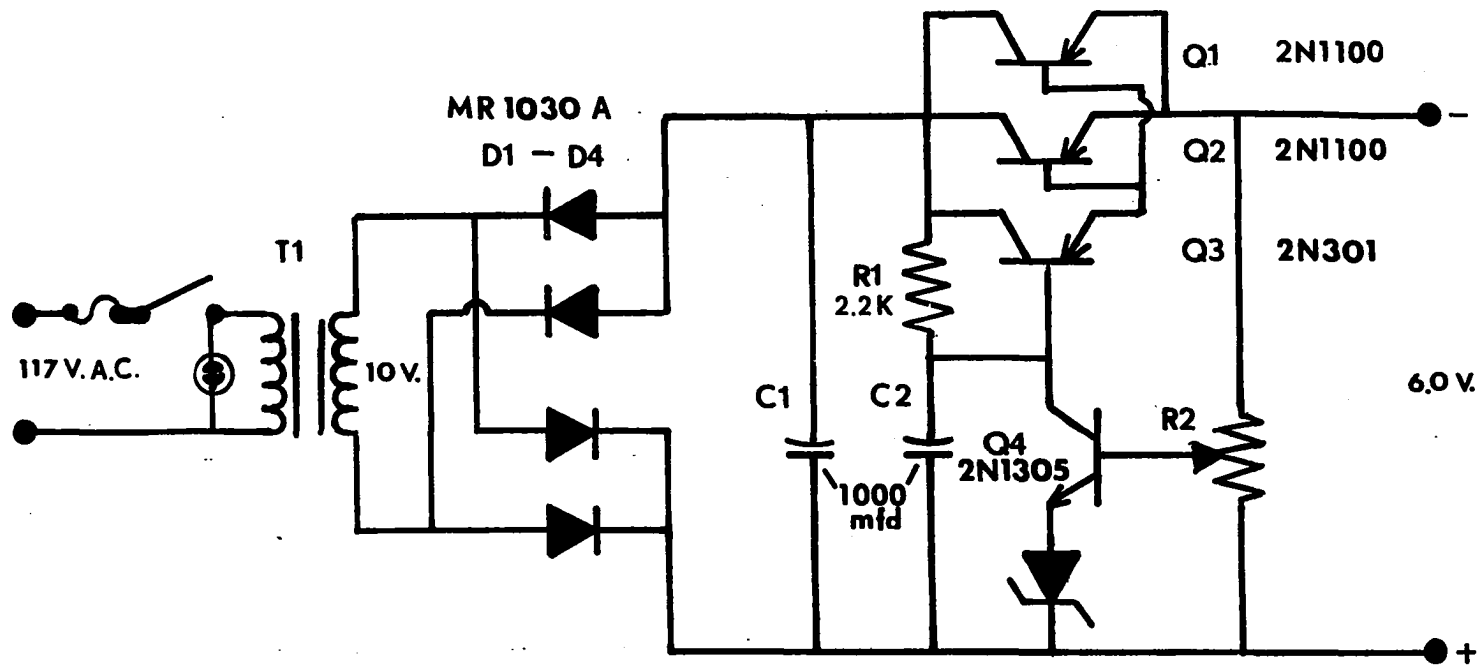 MR 1030 A
D1 – D4
T1
117 V. A.C.
10 V.
Q1 2N1100
Q2 2N1100
Q3 2N301
R1
2.2K
C1
C2
1000
mfd
Q4
2N1305
R2
6.0 V.
-
+